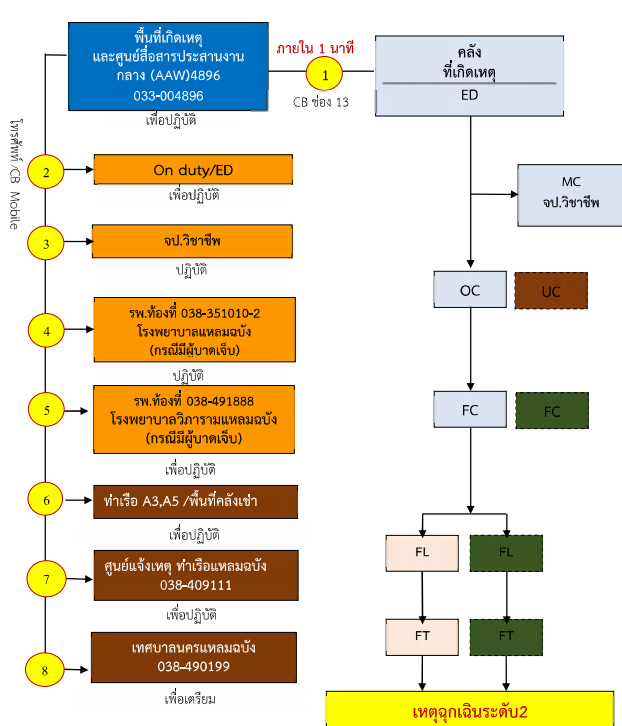 พื้นที่เกิดเหตุ
และศูนย์สื่อสารประสานงาน
กลาง (AAW)4896
033-004896
เพื่อปฏิบัติ
ภายใน 1 นาที
1
CB ช่อง 13
คลัง
ที่เกิดเหตุ
ED
โทรศัพท์ /CB Mobile
2
On duty/ED
เพื่อปฏิบัติ
MC
จป.วิชาชีพ
3
จป.วิชาชีพ
ปฏิบัติ
OC
UC
4
รพ.ท้องที่ 038-351010-2
โรงพยาบาลแหลมฉบัง
(กรณีมีผู้บาดเจ็บ)
ปฏิบัติ
5
รพ.ท้องที่ 038-491888
โรงพยาบาลวิภารามแหลมฉบัง
(กรณีมีผู้บาดเจ็บ)
เพื่อปฏิบัติ
FC
FC
6
ท่าเรือ A3,A5 /พื้นที่คลังเช่า
เพื่อปฏิบัติ
7
ศูนย์แจ้งเหตุ ท่าเรือแหลมฉบัง
038-409111
เพื่อปฏิบัติ
FL
FL
8
เทศบาลนครแหลมฉบัง
038-490199
เพื่อเตรียม
FT
FT
เหตุฉุกเฉินระดับ2